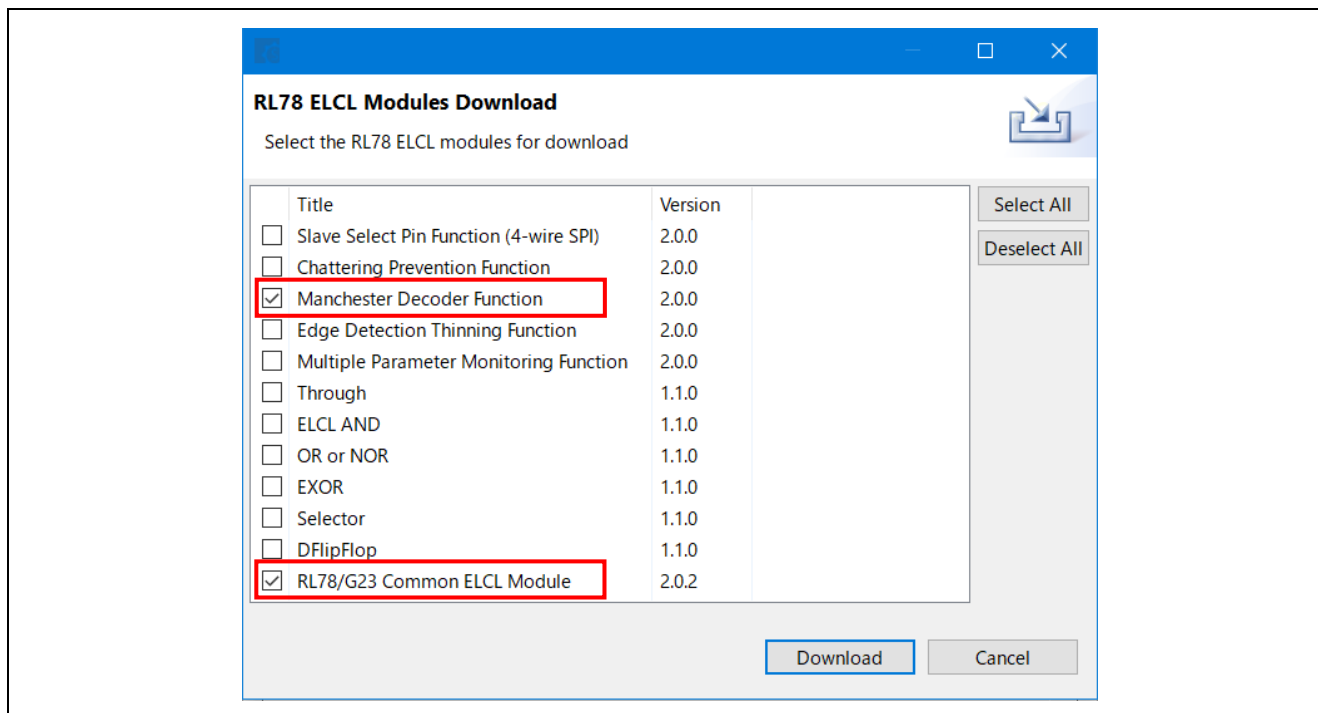 RL78 ELCL Modules Download
Select the RL78 ELCL modules for download
Title Version
Select All
Slave Select Pin Function (4-wire SPI) 2.0.0
Deselect All
Chattering Prevention Function 2.0.0
Manchester Decoder Function 2.0.0
Edge Detection Thinning Function 2.0.0
Multiple Parameter Monitoring Function 2.0.0
Through 1.1.0
ELCL AND 1.1.0
OR or NOR 1.1.0
EXOR 1.1.0
Selector 1.1.0
DFlipFlop 1.1.0
RL78/G23 Common ELCL Module 2.0.2
Download Cancel